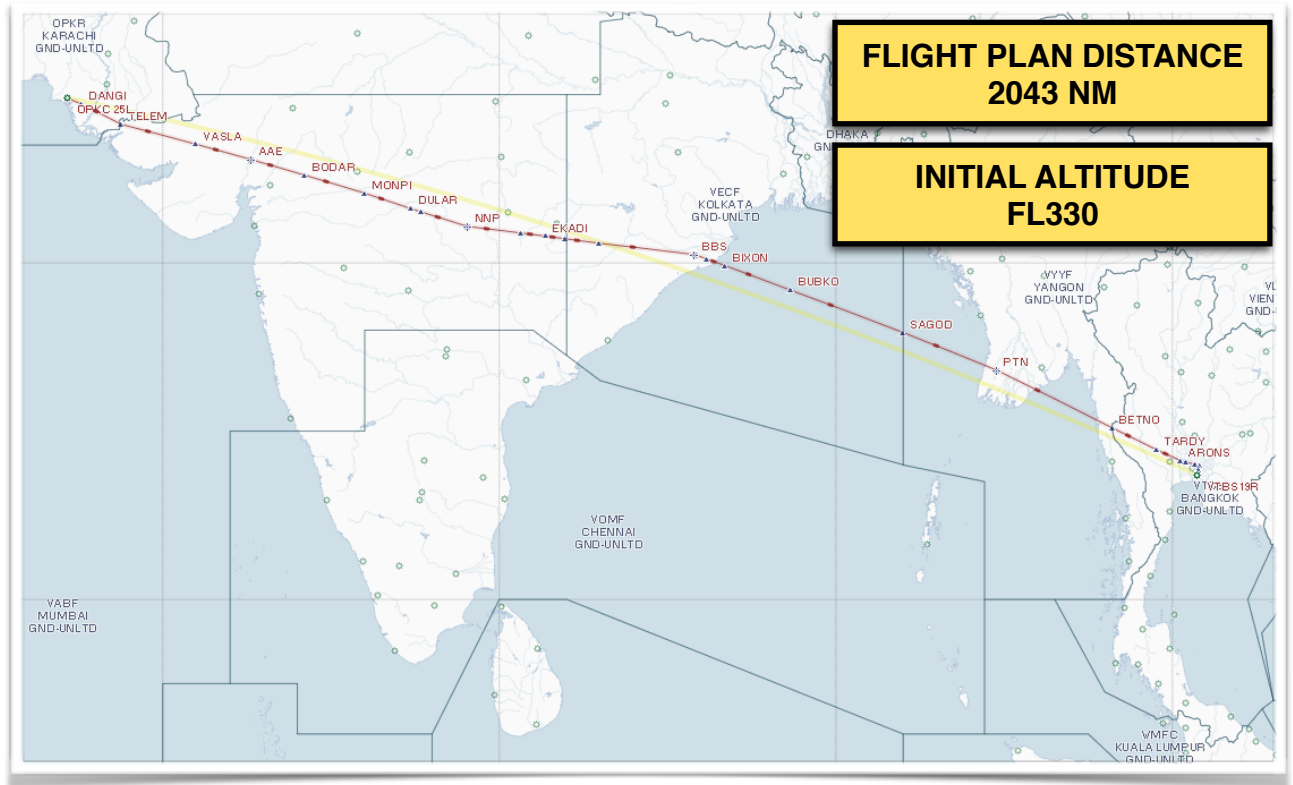 OPKR
KARACHI
GND-UNLTD
FLIGHT PLAN DISTANCE
2043 NM
INITIAL ALTITUDE
FL330
DANGI
OPKC 25L
TELEM
VASLA
AAE
BODAR
MONPI
DULAR
NNP
EKADI
DHAKA
VECF
KOLKATA
GND-UNLTD
BBS
BIXON
BUBKO
SAGOD
PTN
BETNO
TARDY
ARONS
VYYF
YANGON
GND-UNLTD
VL
VIEN
GND-
VTBS19R
BANGKOK
GND-UNLTD
VOMF
CHENNAI
GND-UNLTD
VABF
MUMBAI
GND-UNLTD
WMFC
KUALA LUMPUR
GND-UNLTD